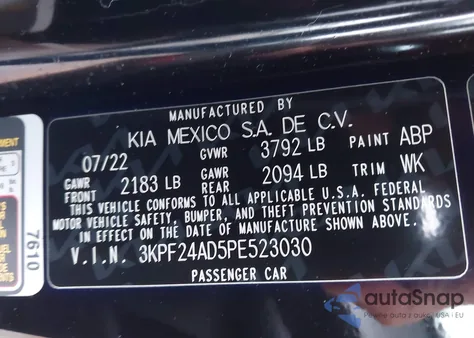 MANUFACTURED BY
KIA MEXICO S.A. DE C.V.
07/22 GVWR 3792 LB PAINT ABP
GAWR FRONT 2183 LB GAWR REAR 2094 LB TRIM WK
THIS VEHICLE CONFORMS TO ALL APPLICABLE U.S.A. FEDERAL
MOTOR VEHICLE SAFETY, BUMPER, AND THEFT PREVENTION STANDARDS
IN EFFECT ON THE DATE OF MANUFACTURE SHOWN ABOVE.
V.I.N. 3KPF24AD5PE523030
PASSENGER CAR
7610
autoSnap